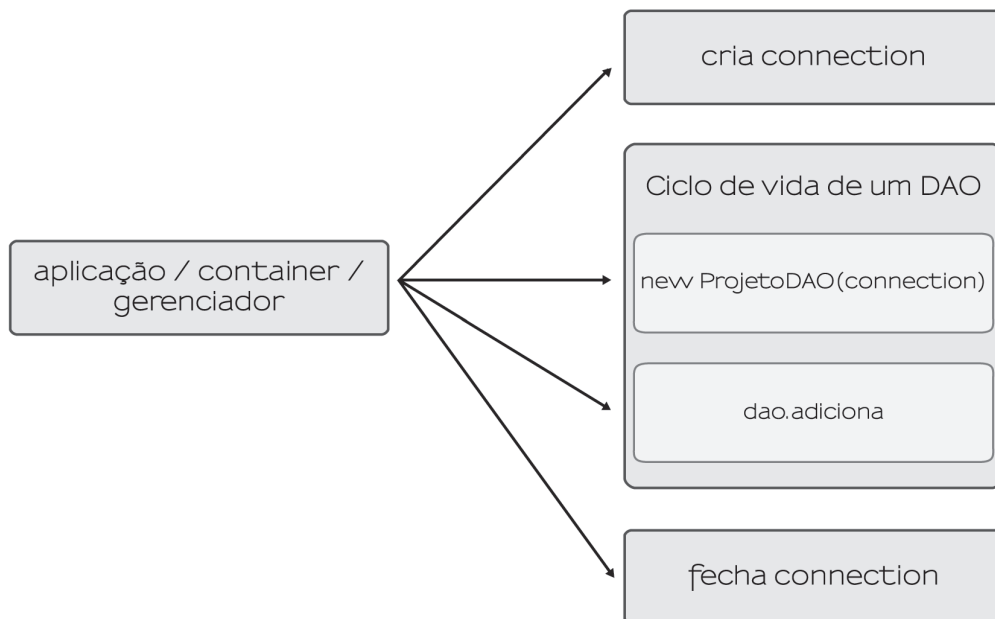 cria connection
Ciclo de vida de um DAO
aplicação / container /
gerenciador
new ProjetoDAO(connection)
dao.adiciona
fecha connection